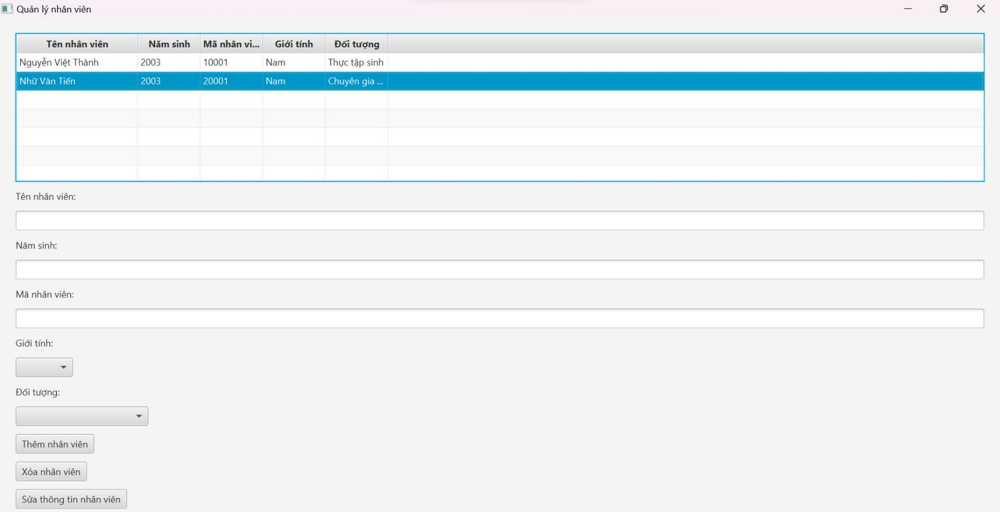 Quản lý nhân viên
Tên nhân viên Năm sinh Mã nhân vi... Giới tính Đối tượng
Nguyễn Việt Thành 2003 10001 Nam Thực tập sinh
Nhữ Văn Tiến 2003 20001 Nam Chuyên gia ...
Tên nhân viên:
Năm sinh:
Mã nhân viên:
Giới tính:
Đối tượng:
Thêm nhân viên
Xóa nhân viên
Sửa thông tin nhân viên